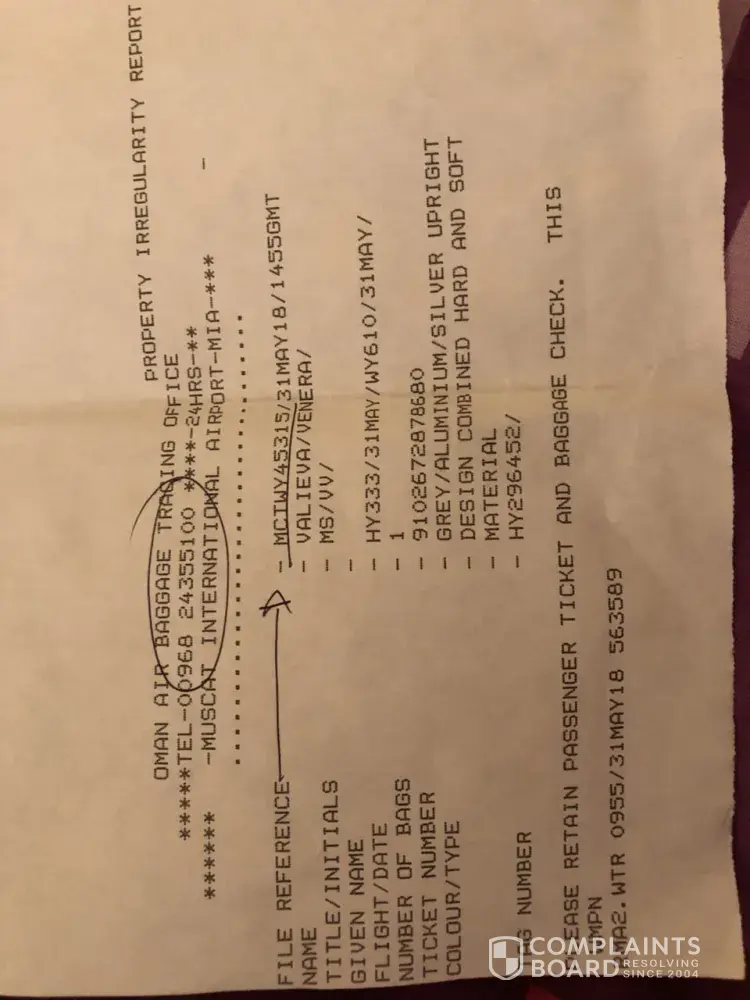 PROPERTY IRREGULARITY REPORT
OMAN AIR BAGGAGE TRACING OFFICE
*****TEL-00968 24355100 ****-24HRS-**
****** -MUSCAT INTERNATIONAL AIRPORT-MIA-*** -
FILE REFERENCE - MCTWY45315/31MAY18/1455GMT
NAME - VALIEVA/VENERA/
TITLE/INITIALS - MS/VV/
GIVEN NAME -
FLIGHT/DATE - HY333/31MAY/WY610/31MAY/
NUMBER OF BAGS - 1
TICKET NUMBER - 9102672878680
COLOUR/TYPE - GREY/ALUMINIUM/SILVER UPRIGHT
- DESIGN COMBINED HARD AND SOFT
- MATERIAL
NUMBER - HY296452/
RETAIN PASSENGER TICKET AND BAGGAGE CHECK. THIS
WTR 0955/31MAY18 563589
COMPLAINTS
BOARD RESOLVING
SINCE 2004